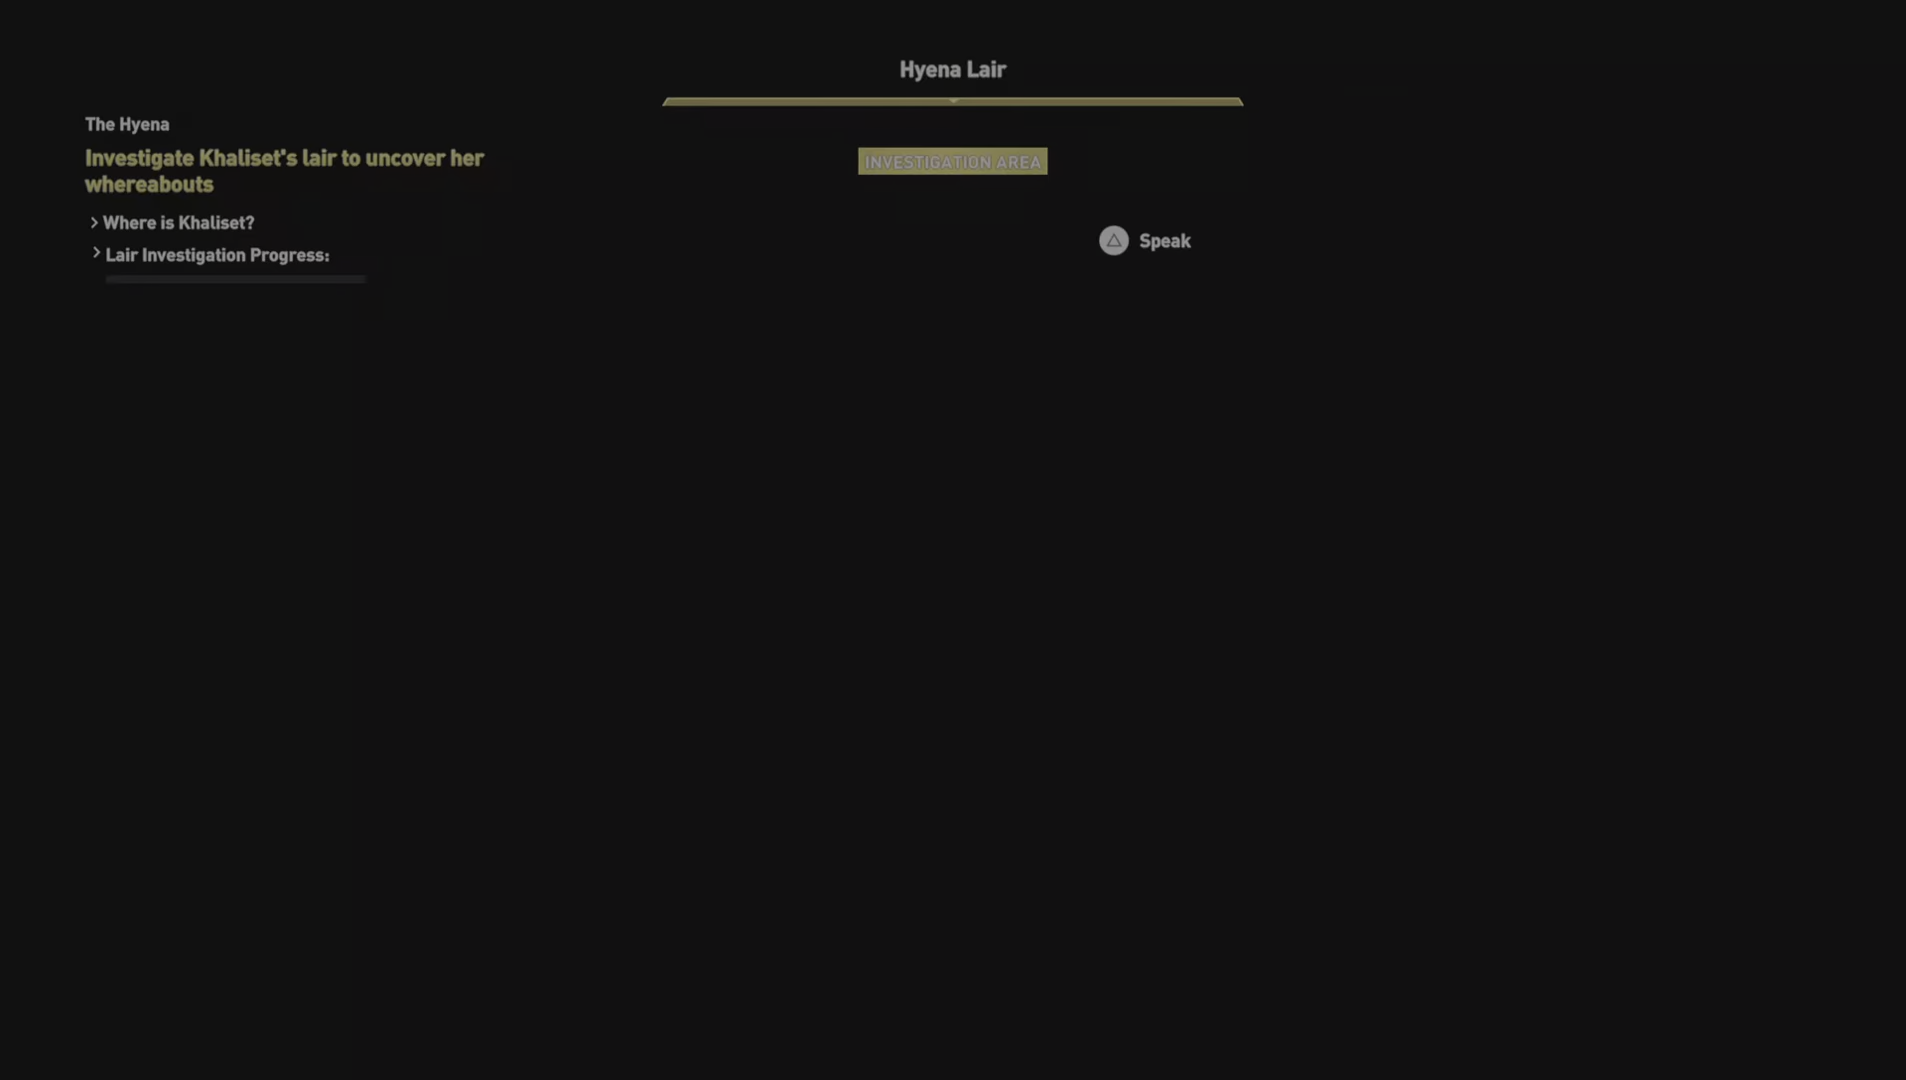 Hyena Lair
The Hyena
Investigate Khaliset's lair to uncover her
whereabouts
INVESTIGATION AREA
Where is Khaliset?
Speak
Lair Investigation Progress: